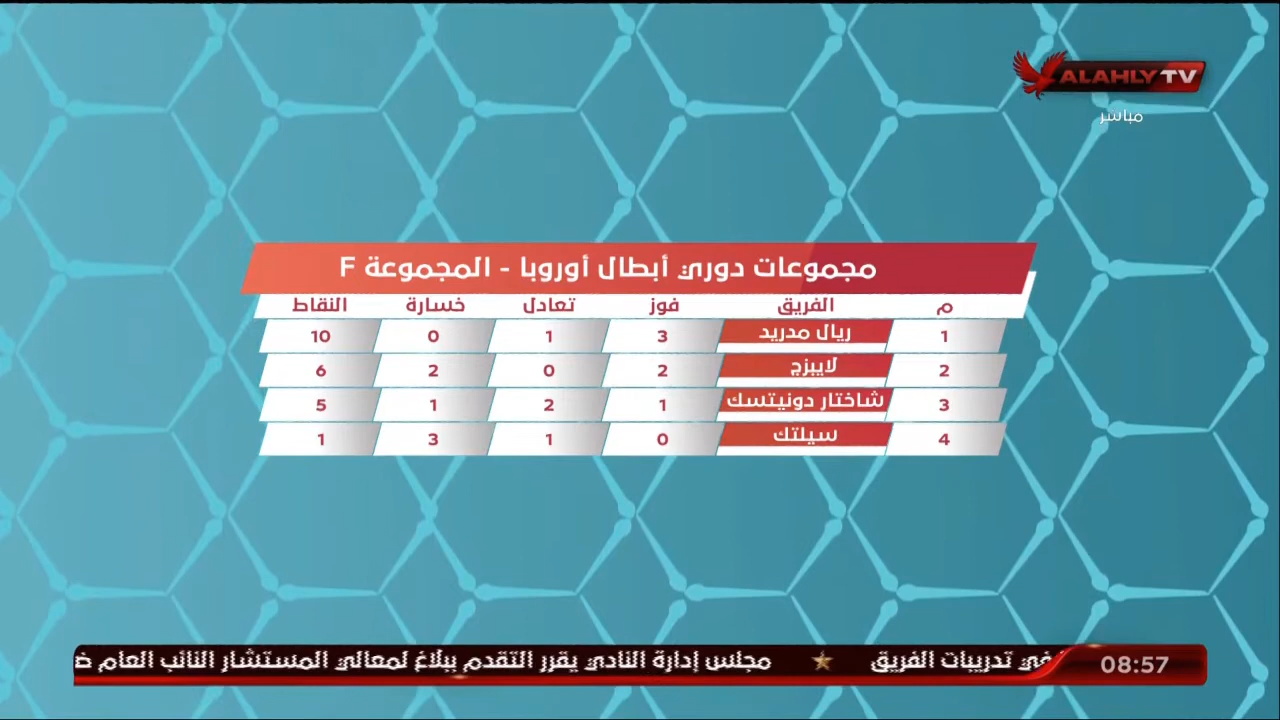 ALAHLY TV
مباشر
مجموعات دوري أبطال أوروبا - المجموعة F
م الفريق فوز تعادل خسارة النقاط
1 ريال مدريد 3 1 0 10
2 لايبزج 2 0 2 6
3 شاختار دونيتسك 1 2 1 5
4 سيلتك 0 1 3 1
08:57 في تدريبات الفريق ★ مجلس إدارة النادي يقرر التقدم ببلاغ لمعالي المستشار النائب العام